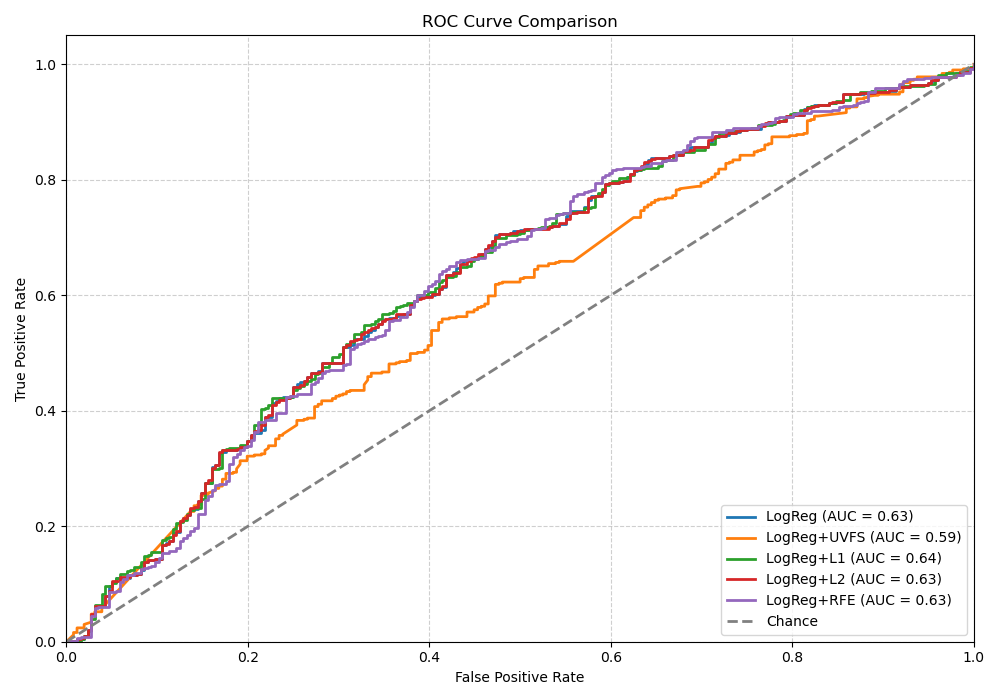 ROC Curve Comparison
1.0
0.8
0.6
0.4
0.2
0.0
True Positive Rate
0.0 0.2 0.4 0.6 0.8 1.0
False Positive Rate
LogReg (AUC = 0.63)
LogReg+UVFS (AUC = 0.59)
LogReg+L1 (AUC = 0.64)
LogReg+L2 (AUC = 0.63)
LogReg+RFE (AUC = 0.63)
Chance